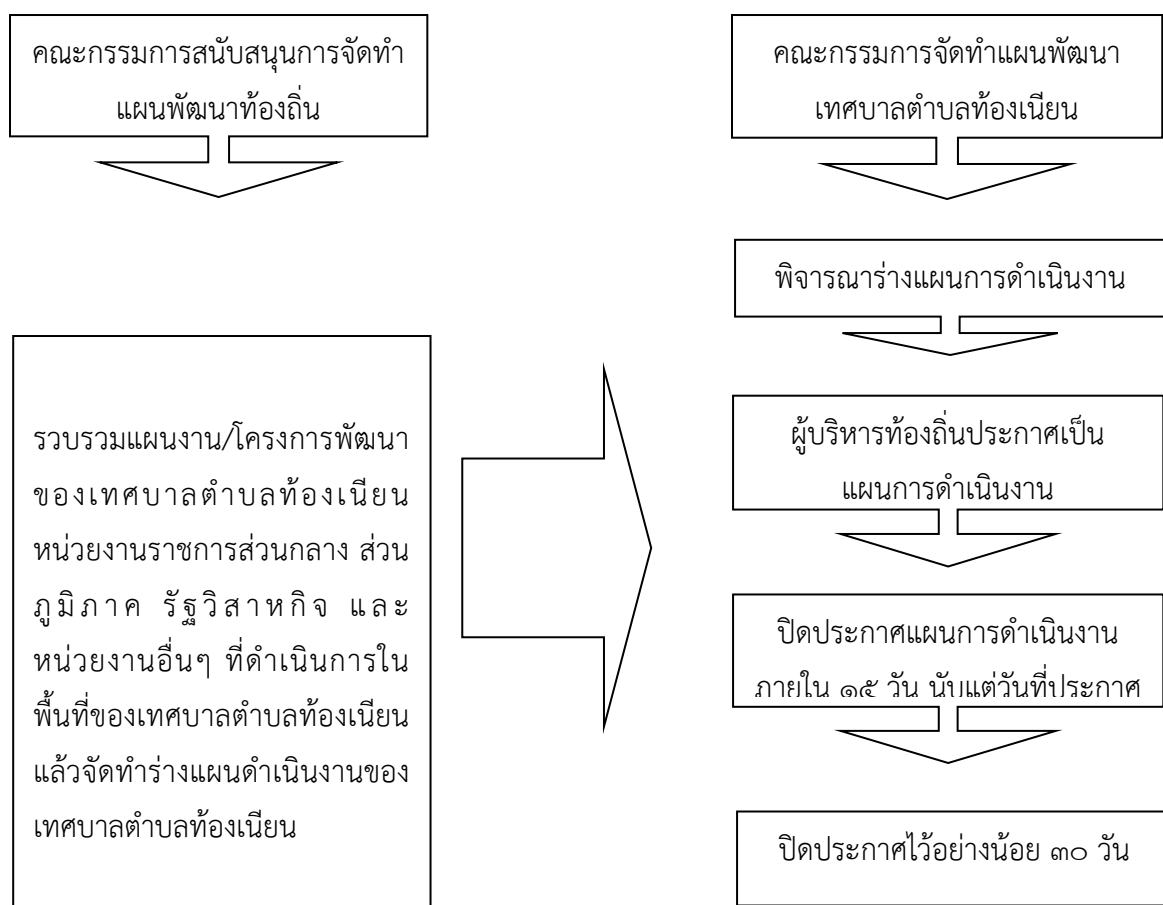 คณะกรรมการสนับสนุนการจัดทำ
แผนพัฒนาท้องถิ่น
รวบรวมแผนงาน/โครงการพัฒนา
ของเทศบาลตำบลท้องเนียน
หน่วยงานราชการส่วนกลาง ส่วน
ภูมิภาค รัฐวิสาหกิจ และ
หน่วยงานอื่นๆ ที่ดำเนินการใน
พื้นที่ของเทศบาลตำบลท้องเนียน
แล้วจัดทำร่างแผนดำเนินงานของ
เทศบาลตำบลท้องเนียน
คณะกรรมการจัดทำแผนพัฒนา
เทศบาลตำบลท้องเนียน
พิจารณาร่างแผนการดำเนินงาน
ผู้บริหารท้องถิ่นประกาศเป็น
แผนการดำเนินงาน
ปิดประกาศแผนการดำเนินงาน
ภายใน ๑๕ วัน นับแต่วันที่ประกาศ
ปิดประกาศไว้อย่างน้อย ๓๐ วัน